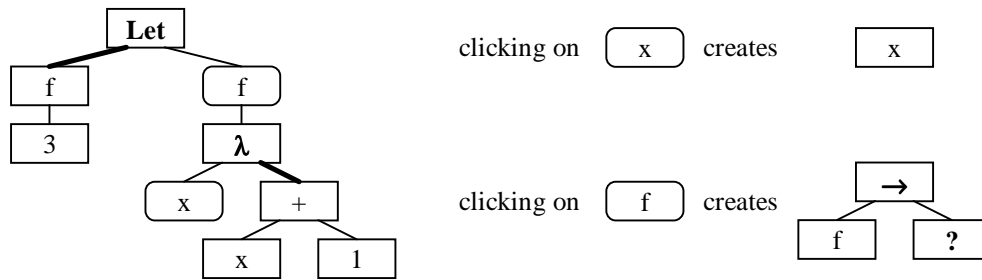 Let
f f
3 λ
x +
x 1
clicking on x creates x
clicking on f creates →
f ?